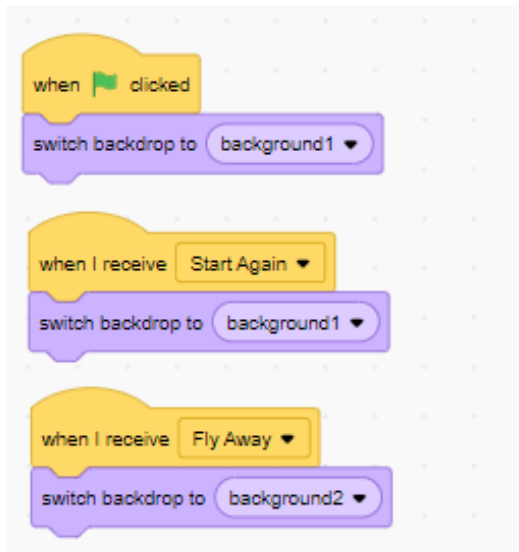 when clicked
switch backdrop to background1
when I receive Start Again
switch backdrop to background1
when I receive Fly Away
switch backdrop to background2